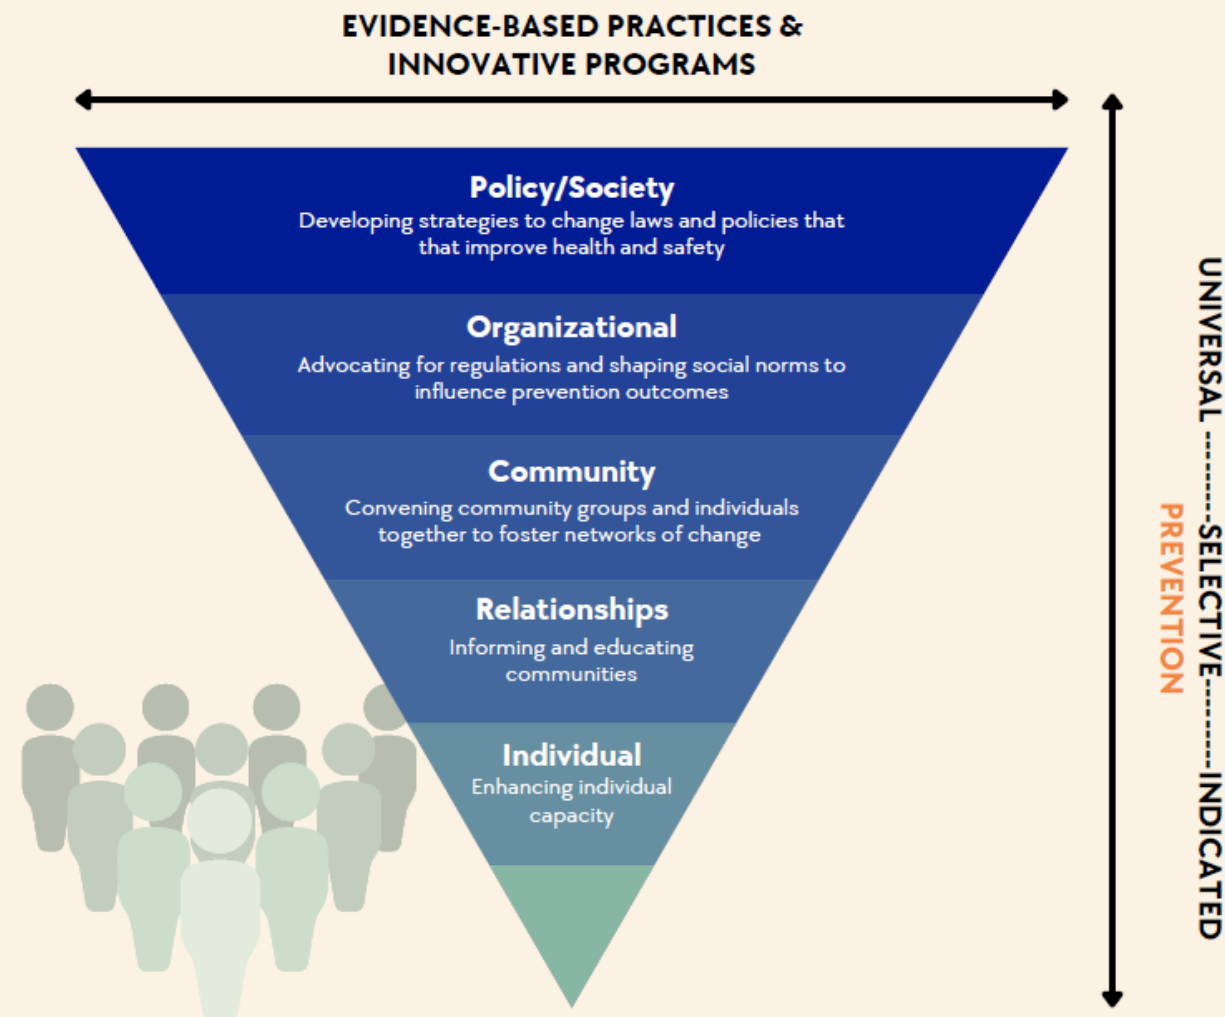 EVIDENCE-BASED PRACTICES &
INNOVATIVE PROGRAMS
Policy/Society
Developing strategies to change laws and policies that
that improve health and safety
Organizational
Advocating for regulations and shaping social norms to
influence prevention outcomes
Community
Convening community groups and individuals
together to foster networks of change
Relationships
Informing and educating
communities
Individual
Enhancing individual
capacity
UNIVERSAL ---------SELECTIVE---------INDICATED
PREVENTION